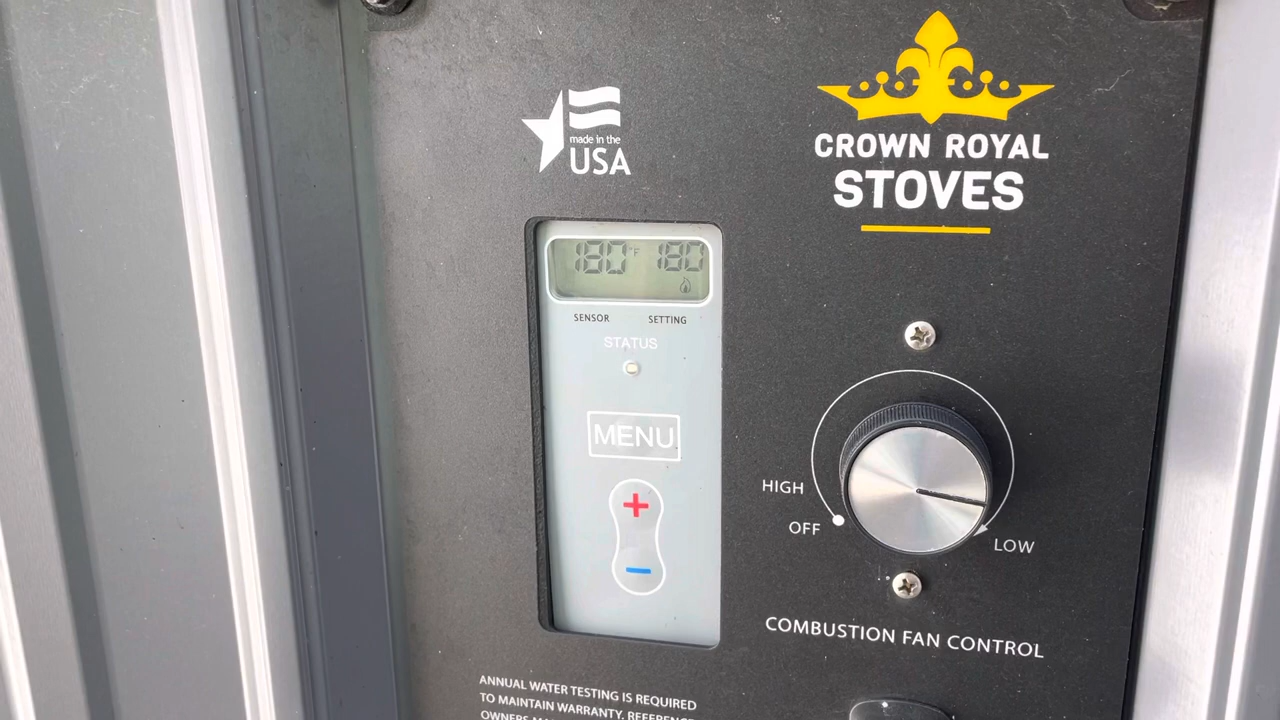 made in the
USA
CROWN ROYAL
STOVES
180 °F 180
SENSOR SETTING
STATUS
MENU
+
−
HIGH
OFF
LOW
COMBUSTION FAN CONTROL
ANNUAL WATER TESTING IS REQUIRED
TO MAINTAIN WARRANTY. REFERENCE
OWNERS